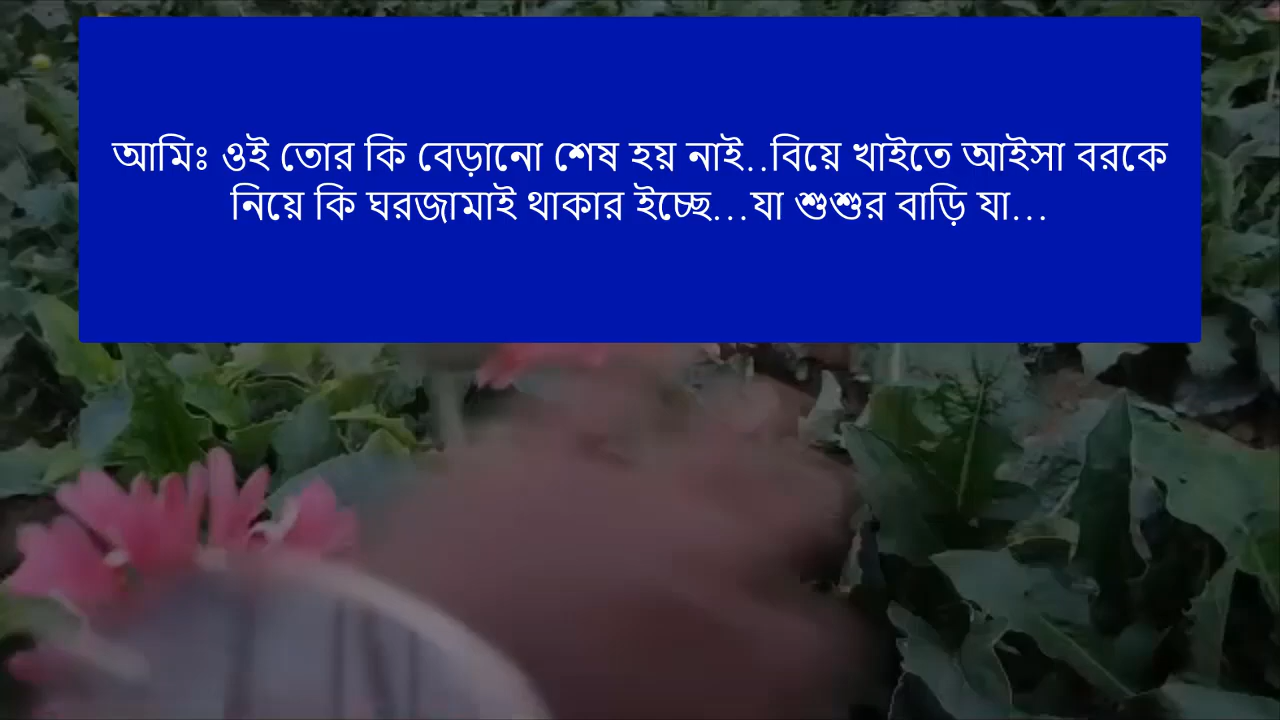 আমিঃ ওই তোর কি বেড়ানো শেষ হয় নাই..বিয়ে খাইতে আইসা বরকে
নিয়ে কি ঘরজামাই থাকার ইচ্ছে...যা শুশুর বাড়ি যা...